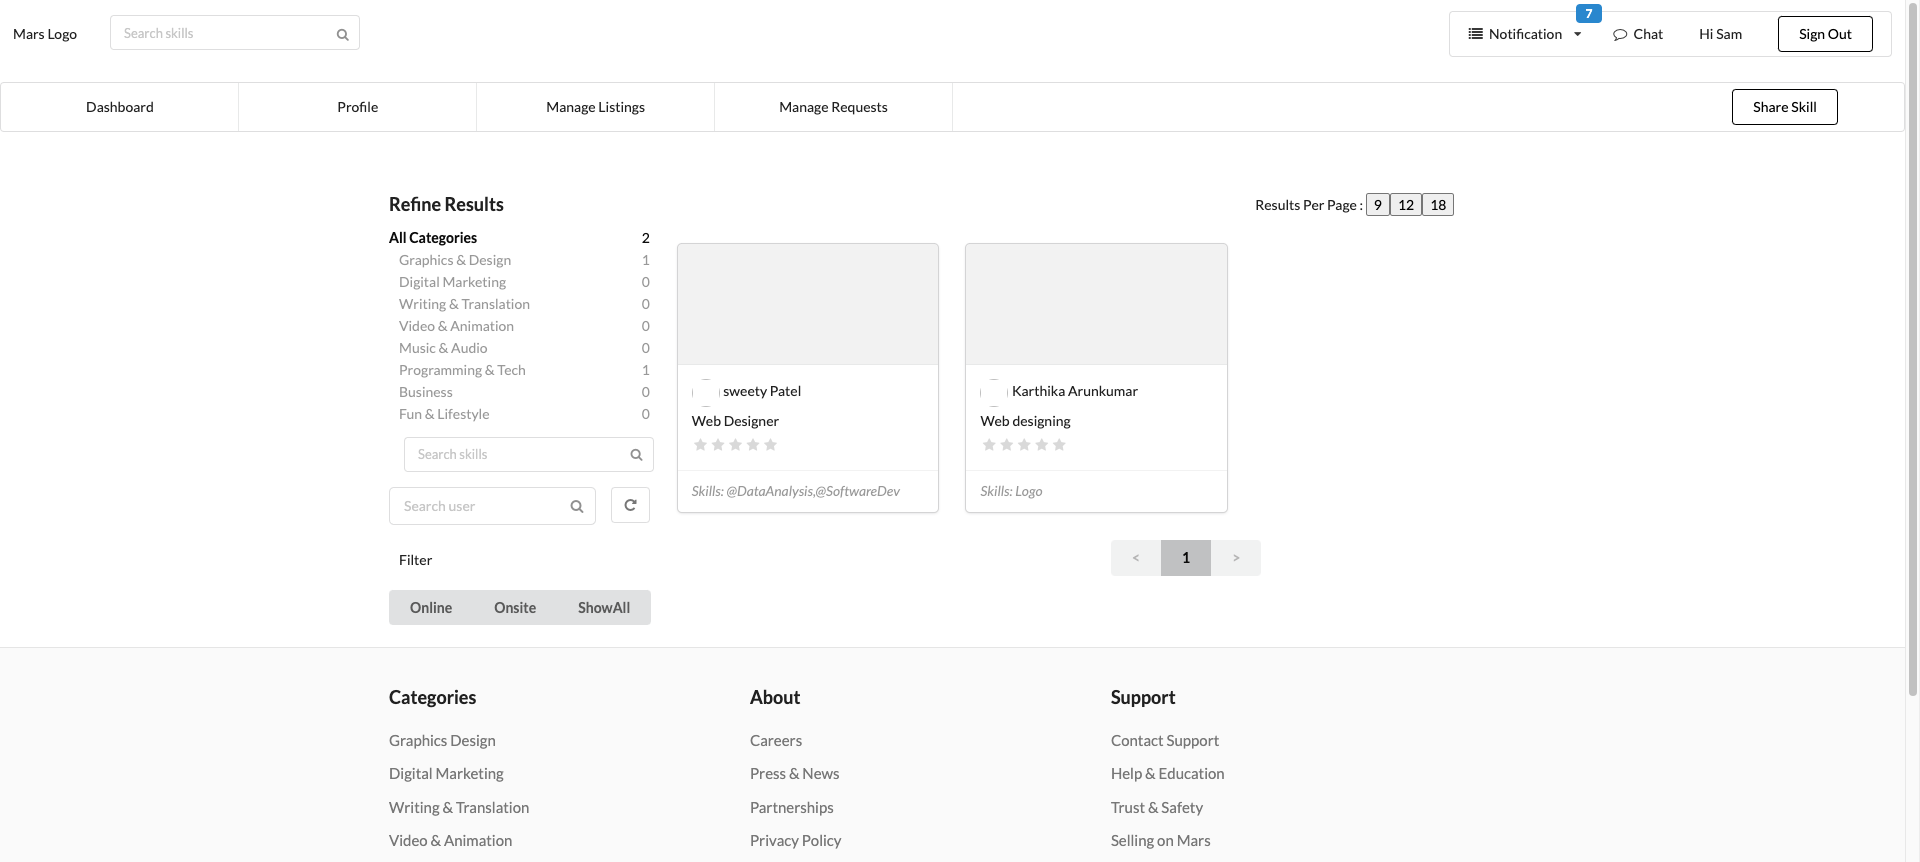 Mars Logo
Search skills
7
Notification
Chat
Hi Sam
Sign Out
Dashboard
Profile
Manage Listings
Manage Requests
Share Skill
Refine Results
Results Per Page : 9 12 18
All Categories 2
Graphics & Design 1
Digital Marketing 0
Writing & Translation 0
Video & Animation 0
Music & Audio 0
Programming & Tech 1
Business 0
Fun & Lifestyle 0
Search skills
Search user
Filter
Online
Onsite
ShowAll
sweety Patel
Web Designer
Skills: @DataAnalysis,@SoftwareDev
Karthika Arunkumar
Web designing
Skills: Logo
< 1 >
Categories
Graphics Design
Digital Marketing
Writing & Translation
Video & Animation
About
Careers
Press & News
Partnerships
Privacy Policy
Support
Contact Support
Help & Education
Trust & Safety
Selling on Mars